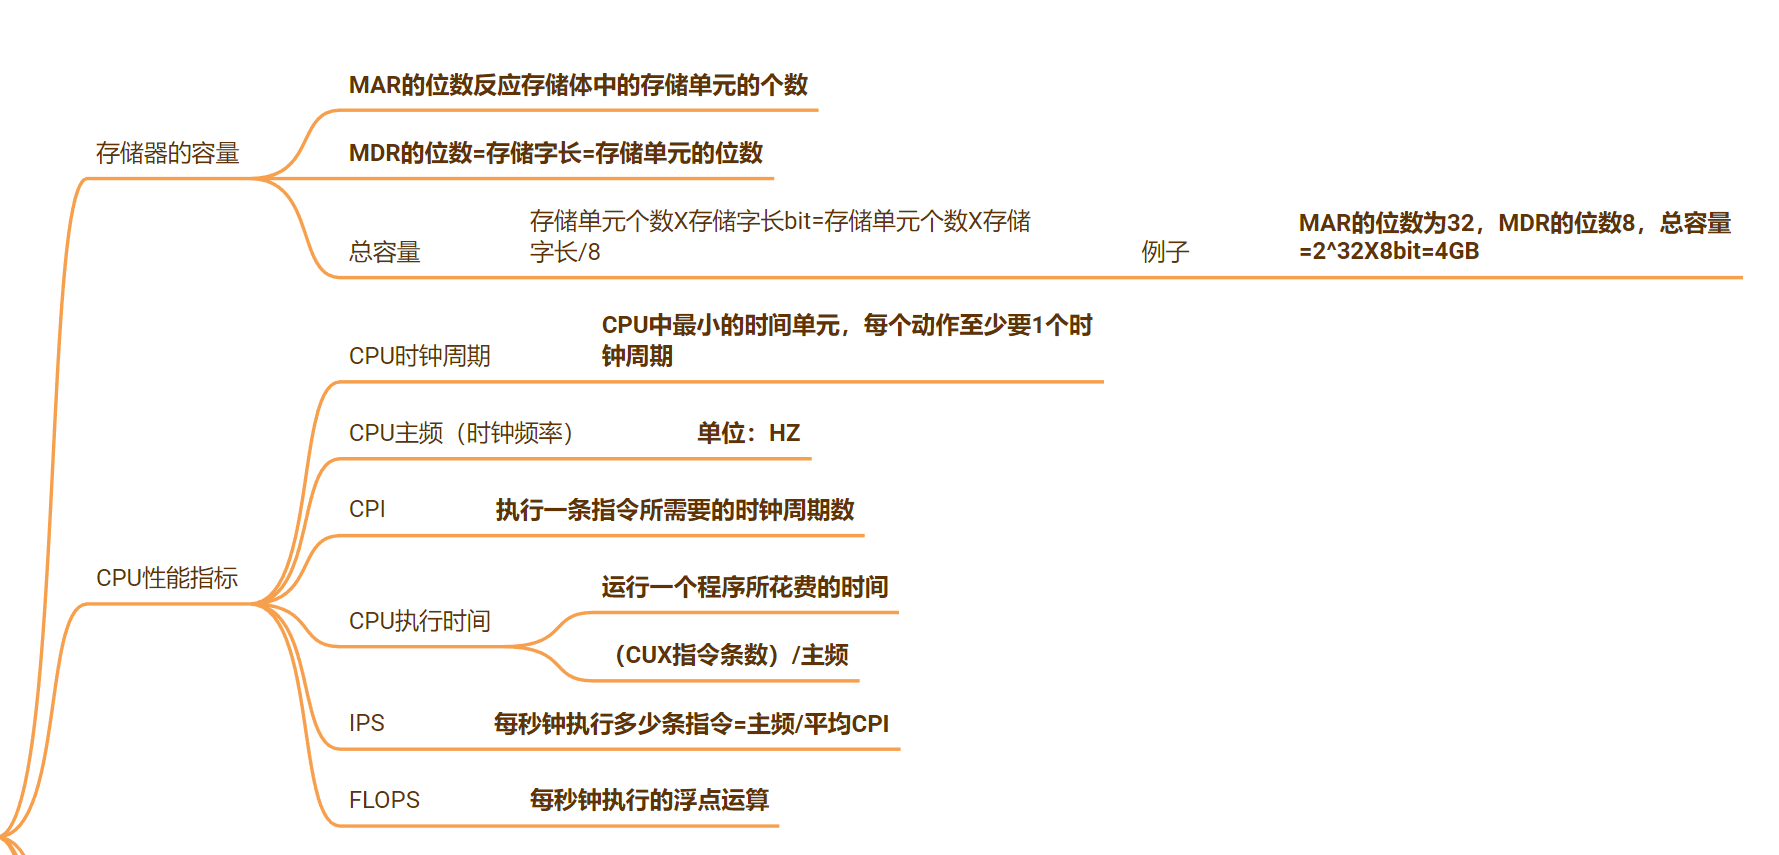 MAR的位数反应存储体中的存储单元的个数
存储器的容量
MDR的位数=存储字长=存储单元的位数
总容量
存储单元个数X存储字长bit=存储单元个数X存储
字长/8
例子
MAR的位数为32，MDR的位数8，总容量
=2^32X8bit=4GB
CPU性能指标
CPU时钟周期
CPU中最小的时间单元，每个动作至少要1个时
钟周期
CPU主频（时钟频率）
单位：HZ
CPI
执行一条指令所需要的时钟周期数
CPU执行时间
运行一个程序所花费的时间
（CUX指令条数）/主频
IPS
每秒钟执行多少条指令=主频/平均CPI
FLOPS
每秒钟执行的浮点运算